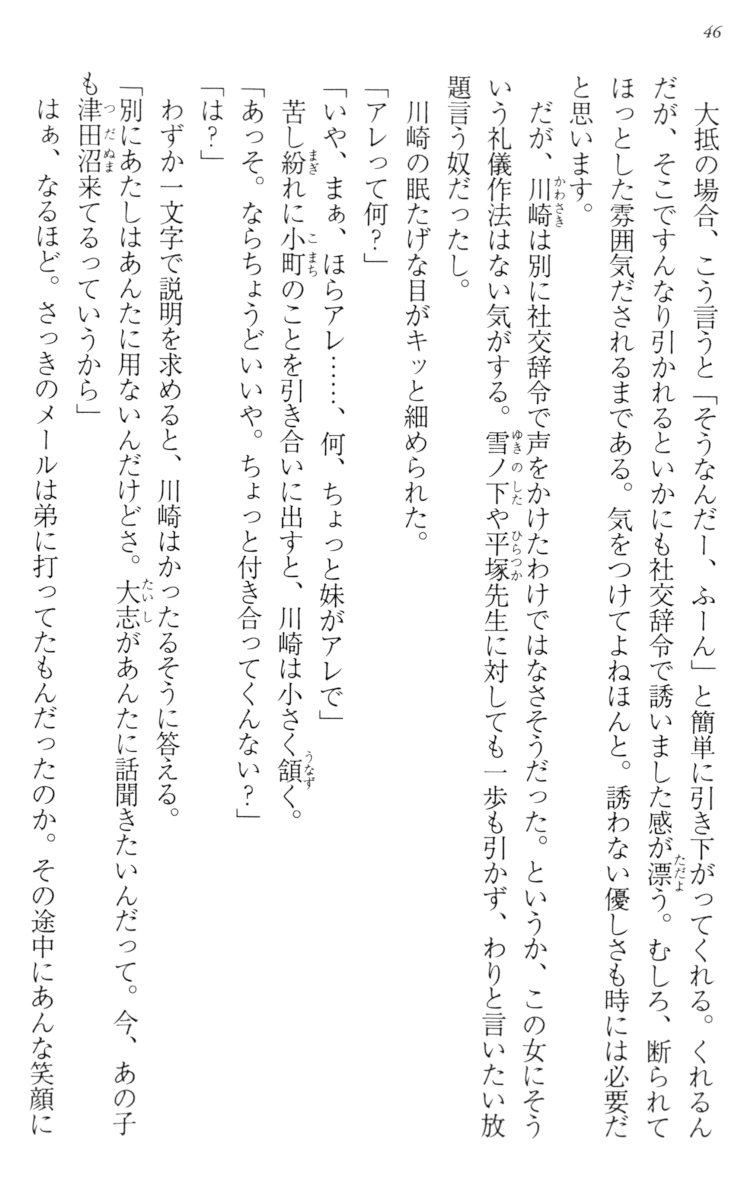 46
大抵の場合、こう言うと「そうなんだー、ふーん」と簡単に引き下がってくれる。くれるん
だが、そこですんなり引かれるといかにも社交辞令で誘いました感が漂う。むしろ、断られて
ほっとした雰囲気だされるまである。気をつけてよねほんと。誘わない優しさも時には必要だ
と思います。
だが、川崎は別に社交辞令で声をかけたわけではなさそうだった。というか、この女にそう
いう礼儀作法はない気がする。雪ノ下や平塚先生に対しても一歩も引かず、わりと言いたい放
題言う奴だったし。
川崎の眠たげな目がキッと細められた。
「アレって何？」
「いや、まぁ、ほらアレ……、何、ちょっと妹がアレで」
苦し紛れに小町のことを引き合いに出すと、川崎は小さく頷く。
「あっそ。ならちょうどいいや。ちょっと付き合ってくんない？」
「は？」
わずか一文字で説明を求めると、川崎はかったるそうに答える。
「別にあたしはあんたに用ないんだけどさ。大志があんたに話聞きたいんだって。今、あの子
も津田沼来てるっていうから」
はぁ、なるほど。さっきのメールは弟に打ってたもんだったのか。その途中にあんな笑顔に